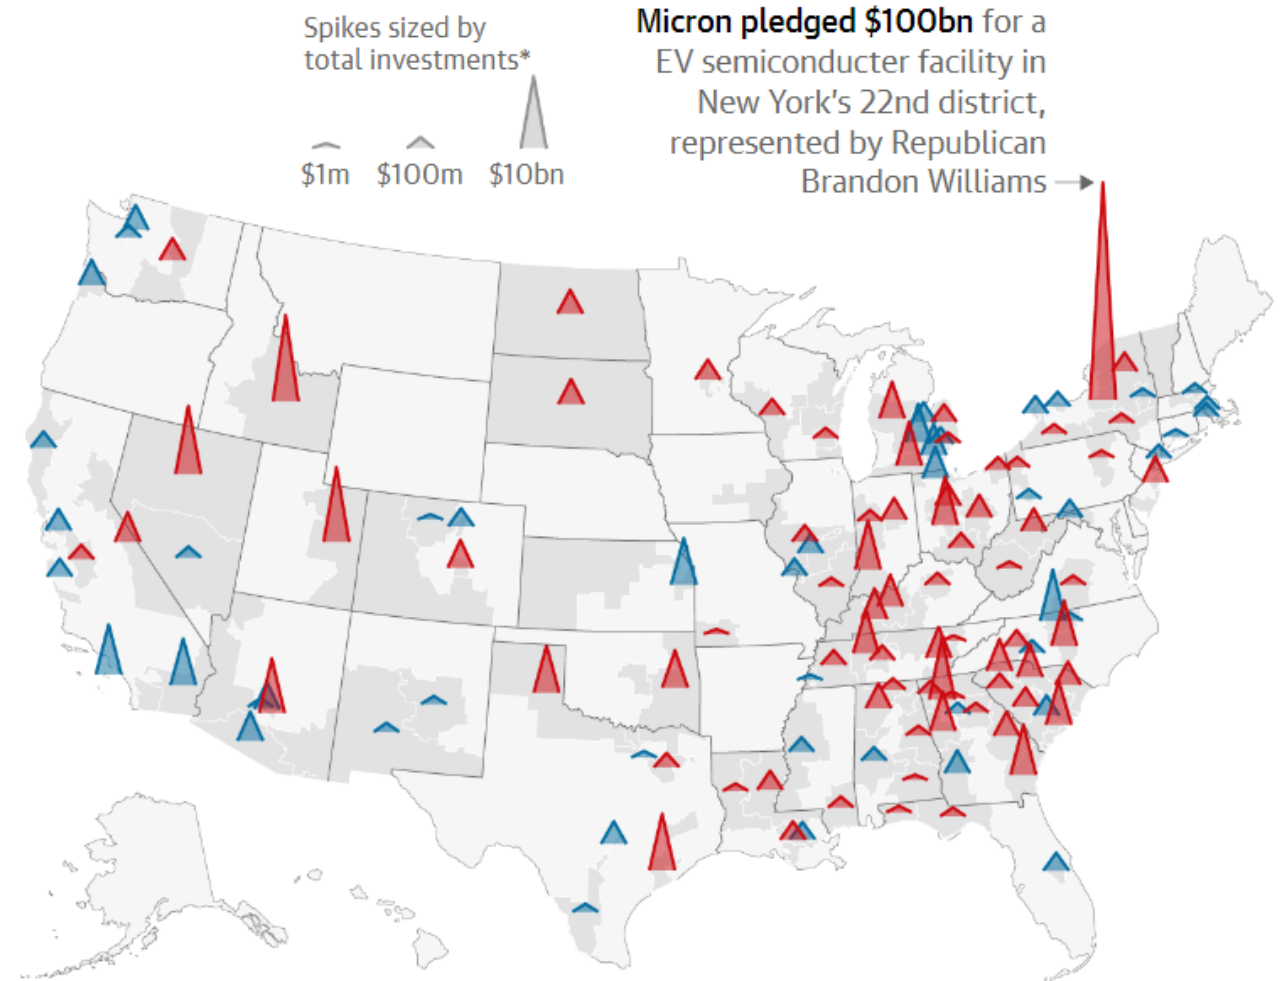 Spikes sized by
total investments*
$1m
$100m
$10bn
Micron pledged $100bn for a
EV semiconducter facility in
New York's 22nd district,
represented by Republican
Brandon Williams